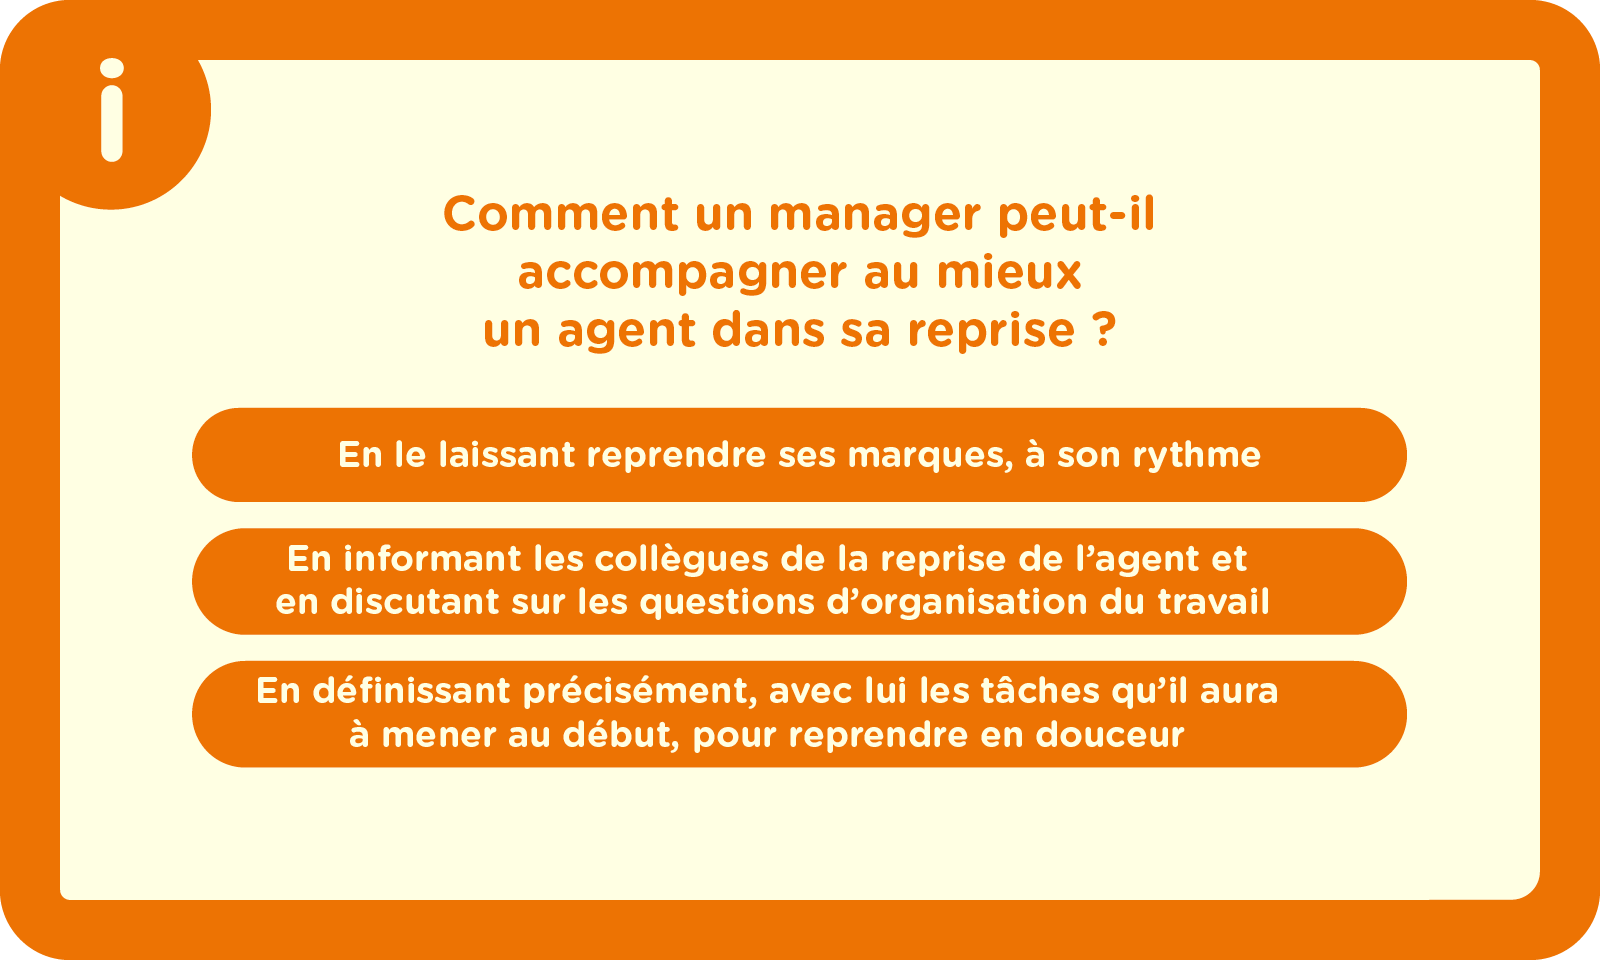 i
Comment un manager peut-il
accompagner au mieux
un agent dans sa reprise ?
En le laissant reprendre ses marques, à son rythme
En informant les collègues de la reprise de l’agent et
en discutant sur les questions d’organisation du travail
En définissant précisément, avec lui les tâches qu’il aura
à mener au début, pour reprendre en douceur